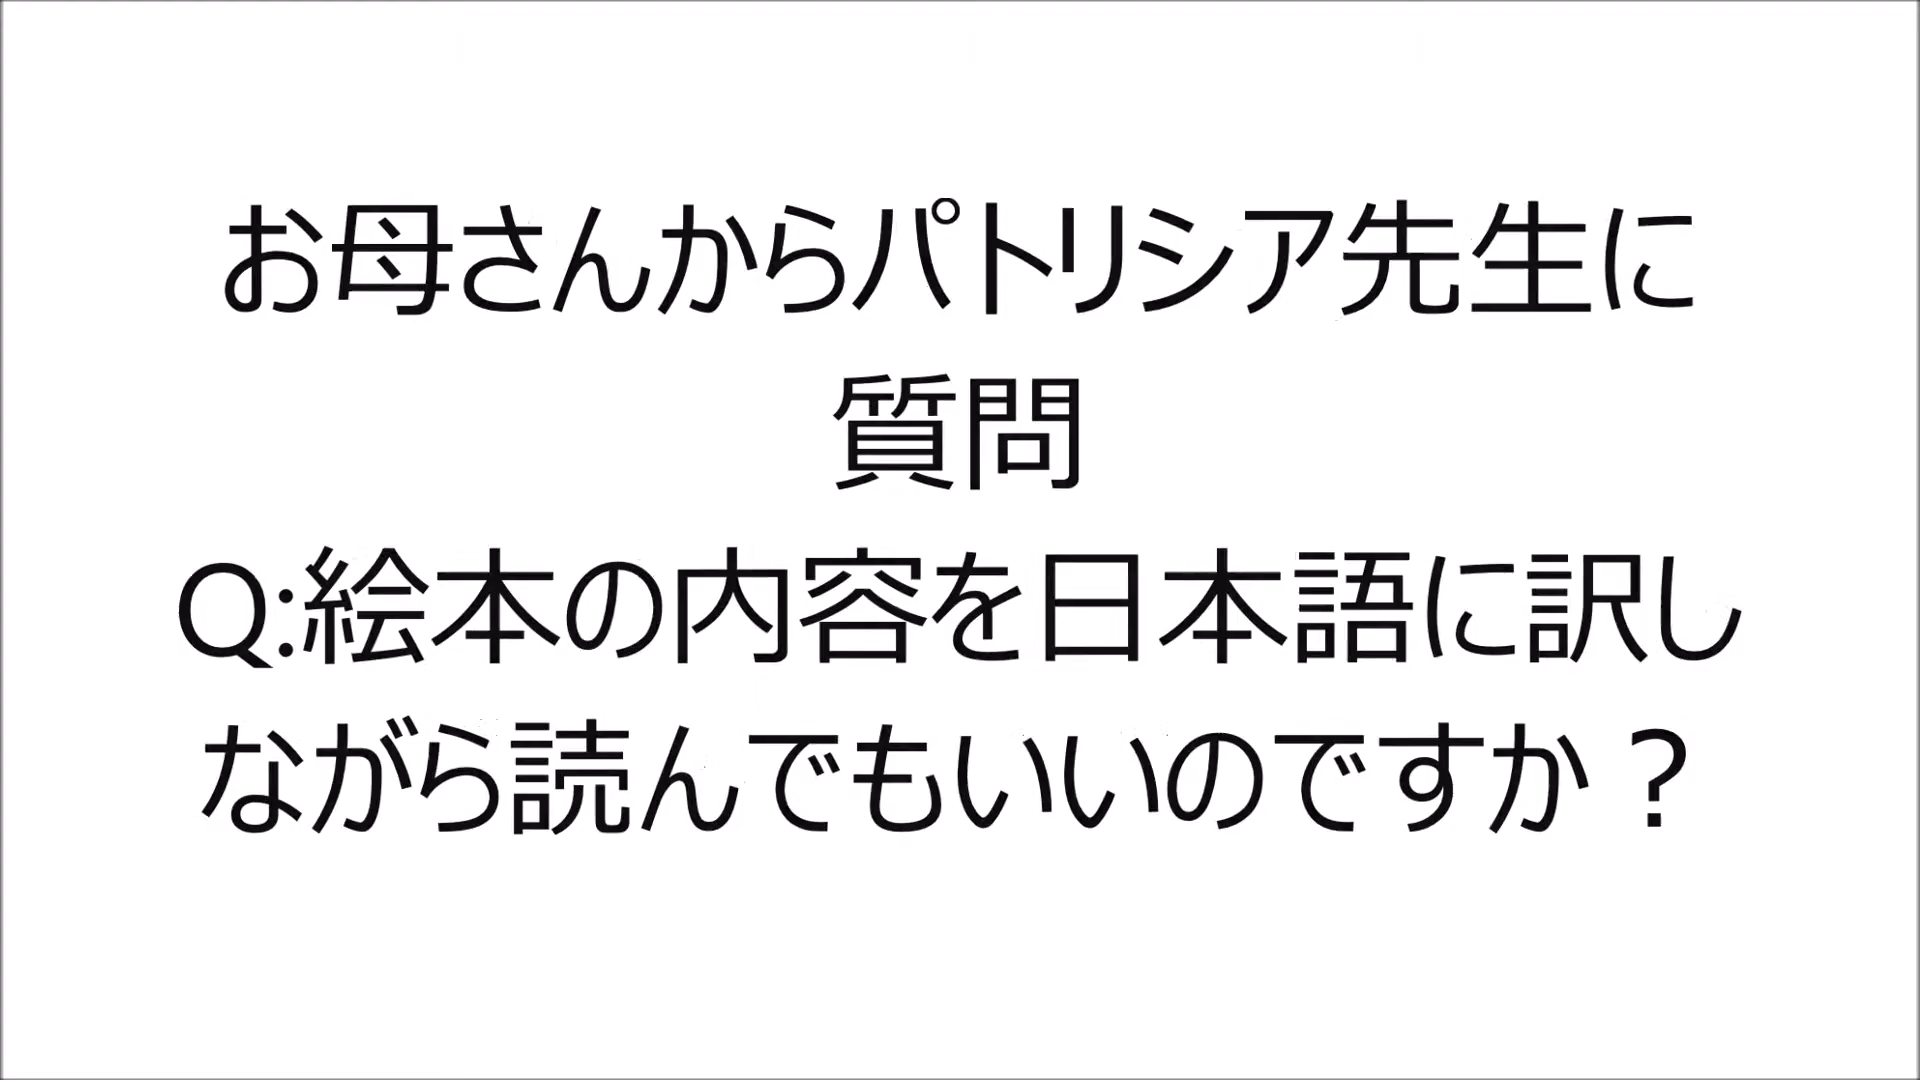 お母さんからパトリシア先生に
質問
Q:絵本の内容を日本語に訳し
ながら読んでもいいのですか？